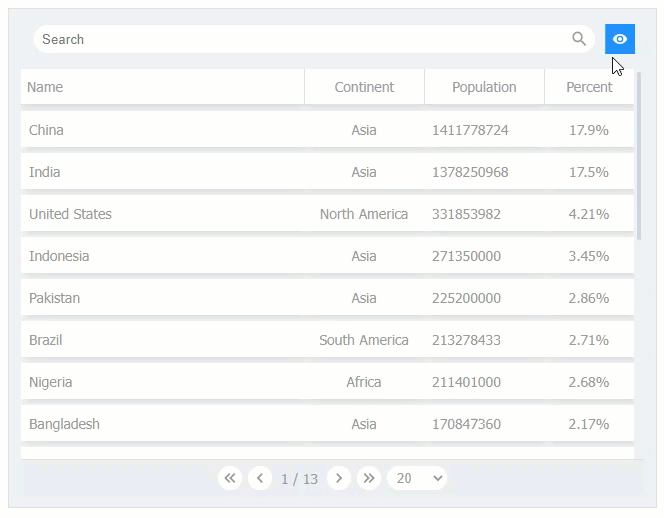 Search
Name Continent Population Percent
China Asia 1411778724 17.9%
India Asia 1378250968 17.5%
United States North America 331853982 4.21%
Indonesia Asia 271350000 3.45%
Pakistan Asia 225200000 2.86%
Brazil South America 213278433 2.71%
Nigeria Africa 211401000 2.68%
Bangladesh Asia 170847360 2.17%
1 / 13 20